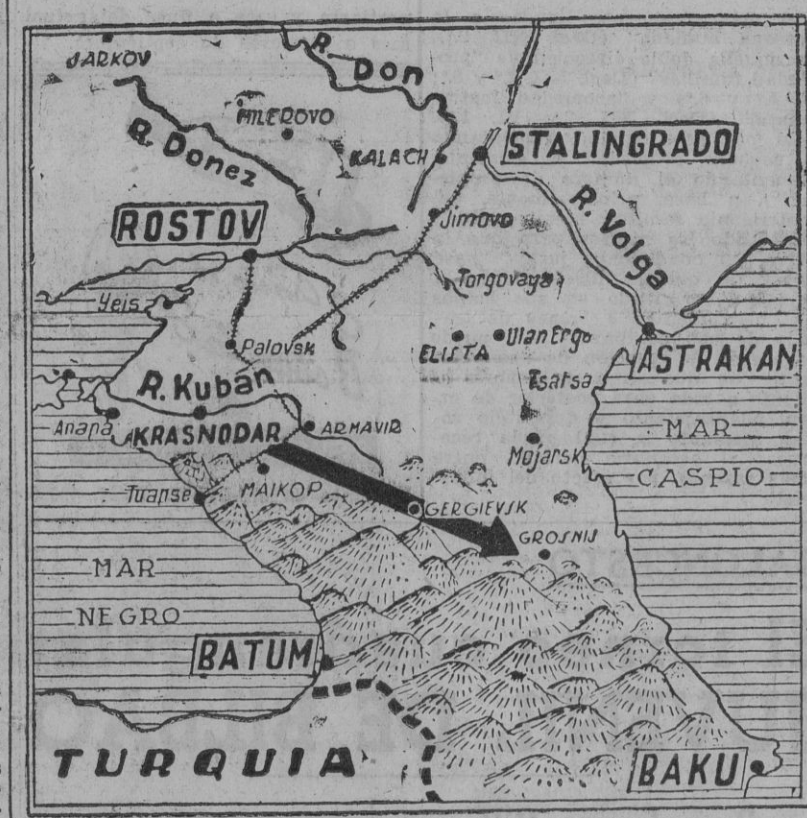 JARKOV
R. DON
MILEROVO
R. Donez
KALACH
STALINGRADO
ROSTOV
Jimovo
R. Volga
Yeis
Torgovaya
Palovsk
ELISTA
Ulan Ergo
ASTRAKAN
R. Kuban
Tsatsa
Anapa
KRASNODAR
ARMAVIR
MAR
CASPIO
Mojarsk
Tuapse
MAIKOP
GERGIEVSK
GROSNIJ
MAR
NEGRO
BATUM
TURQUIA
BAKU